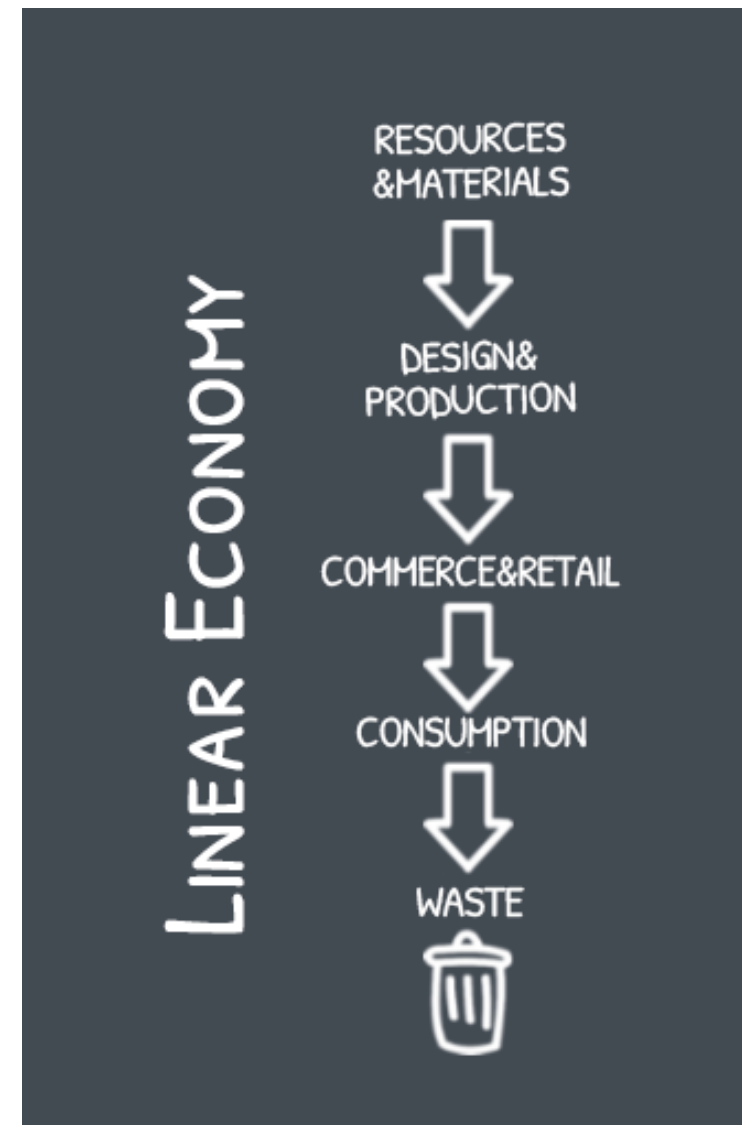 LINEAR ECONOMY
RESOURCES
&MATERIALS
DESIGN&
PRODUCTION
COMMERCE&RETAIL
CONSUMPTION
WASTE